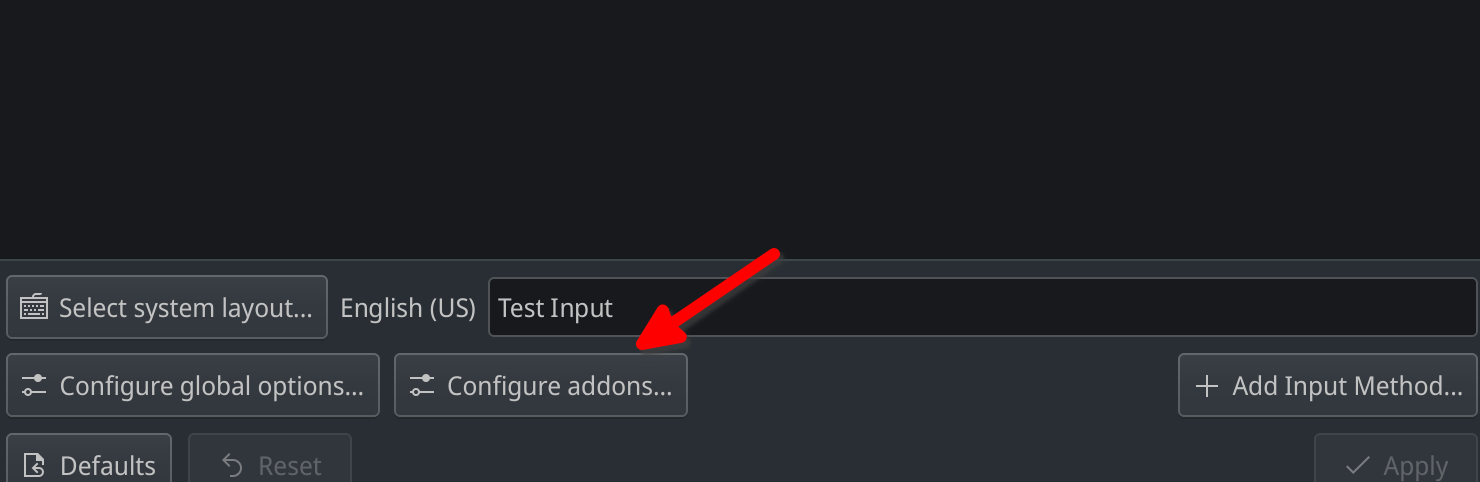 Select system layout... English (US) Test Input
Configure global options... Configure addons... Add Input Method...
Defaults Reset Apply